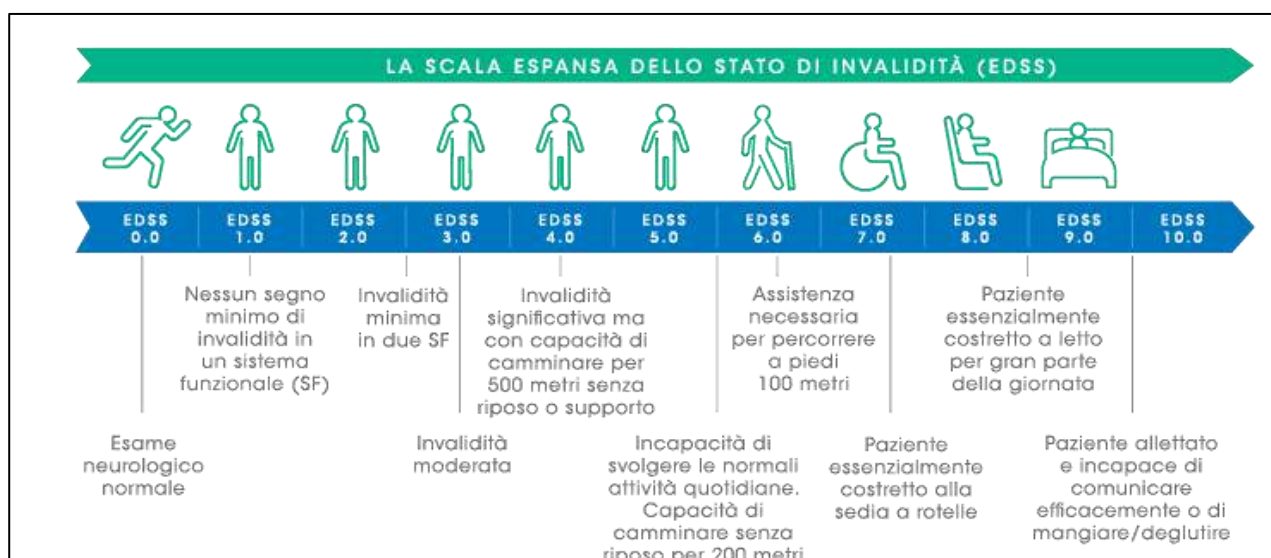 LA SCALA ESPANSA DELLO STATO DI INVALIDITÀ (EDSS)
EDSS 0.0
EDSS 1.0
EDSS 2.0
EDSS 3.0
EDSS 4.0
EDSS 5.0
EDSS 6.0
EDSS 7.0
EDSS 8.0
EDSS 9.0
EDSS 10.0
Nessun segno
minimo di
invalidità in
un sistema
funzionale (SF)
Invalidità
minima
in due SF
Invalidità
significativa ma
con capacità di
camminare per
500 metri senza
riposo o supporto
Assistenza
necessaria
per percorrere
a piedi
100 metri
Paziente
essenzialmente
costretto a letto
per gran parte
della giornata
Esame
neurologico
normale
Invalidità
moderata
Incapacità di
svolgere le normali
attività quotidiane.
Capacità di
camminare senza
riposo per 200 metri
Paziente
essenzialmente
costretto alla
sedia a rotelle
Paziente allettato
e incapace di
comunicare
efficacemente o di
mangiare/deglutire